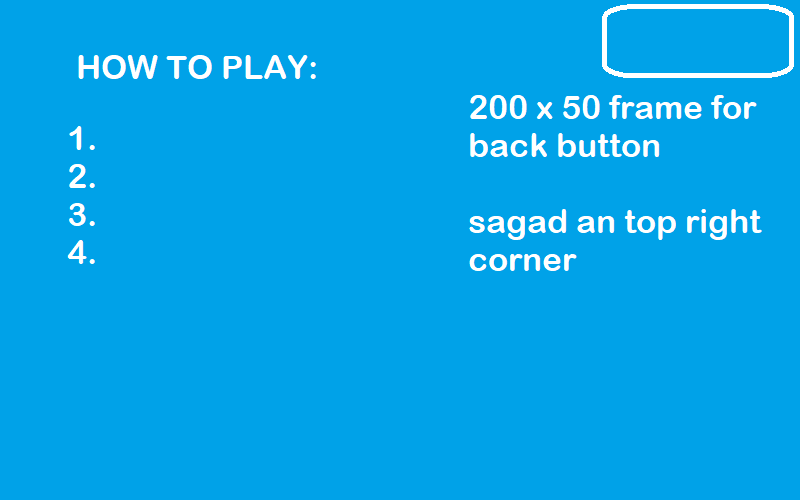 HOW TO PLAY:
1.
2.
3.
4.
200 x 50 frame for
back button
sagad an top right
corner